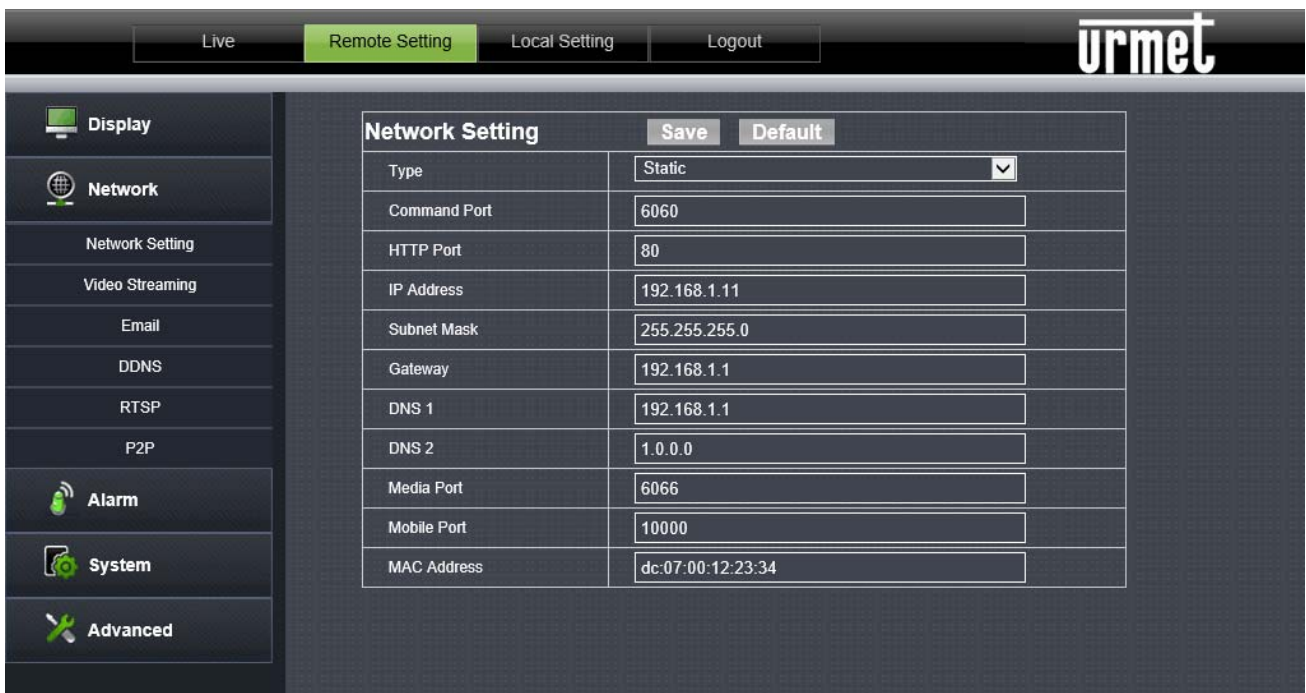 Live Remote Setting Local Setting Logout urmet
Display
Network
Network Setting
Video Streaming
Email
DDNS
RTSP
P2P
Alarm
System
Advanced
Network Setting Save Default
Type Static
Command Port 6060
HTTP Port 80
IP Address 192.168.1.11
Subnet Mask 255.255.255.0
Gateway 192.168.1.1
DNS 1 192.168.1.1
DNS 2 1.0.0.0
Media Port 6066
Mobile Port 10000
MAC Address dc:07:00:12:23:34